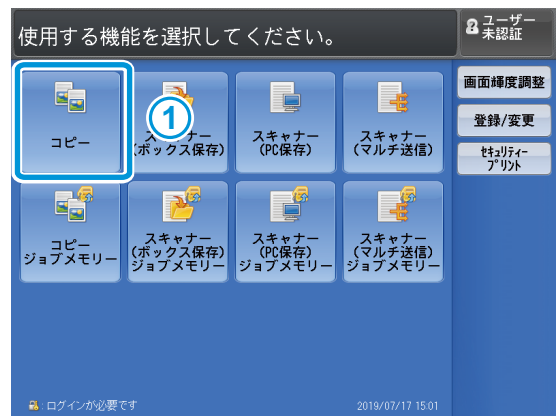 使用する機能を選択してください。
ユーザー
未認証
コピー
①
(ボックス保存)
スキャナー
(PC保存)
スキャナー
(マルチ送信)
コピー
ジョブメモリー
スキャナー
(ボックス保存)
ジョブメモリー
スキャナー
(PC保存)
ジョブメモリー
スキャナー
(マルチ送信)
ジョブメモリー
画面輝度調整
登録/変更
セキュリティー
プリント
:ログインが必要です
2019/07/17 15:01